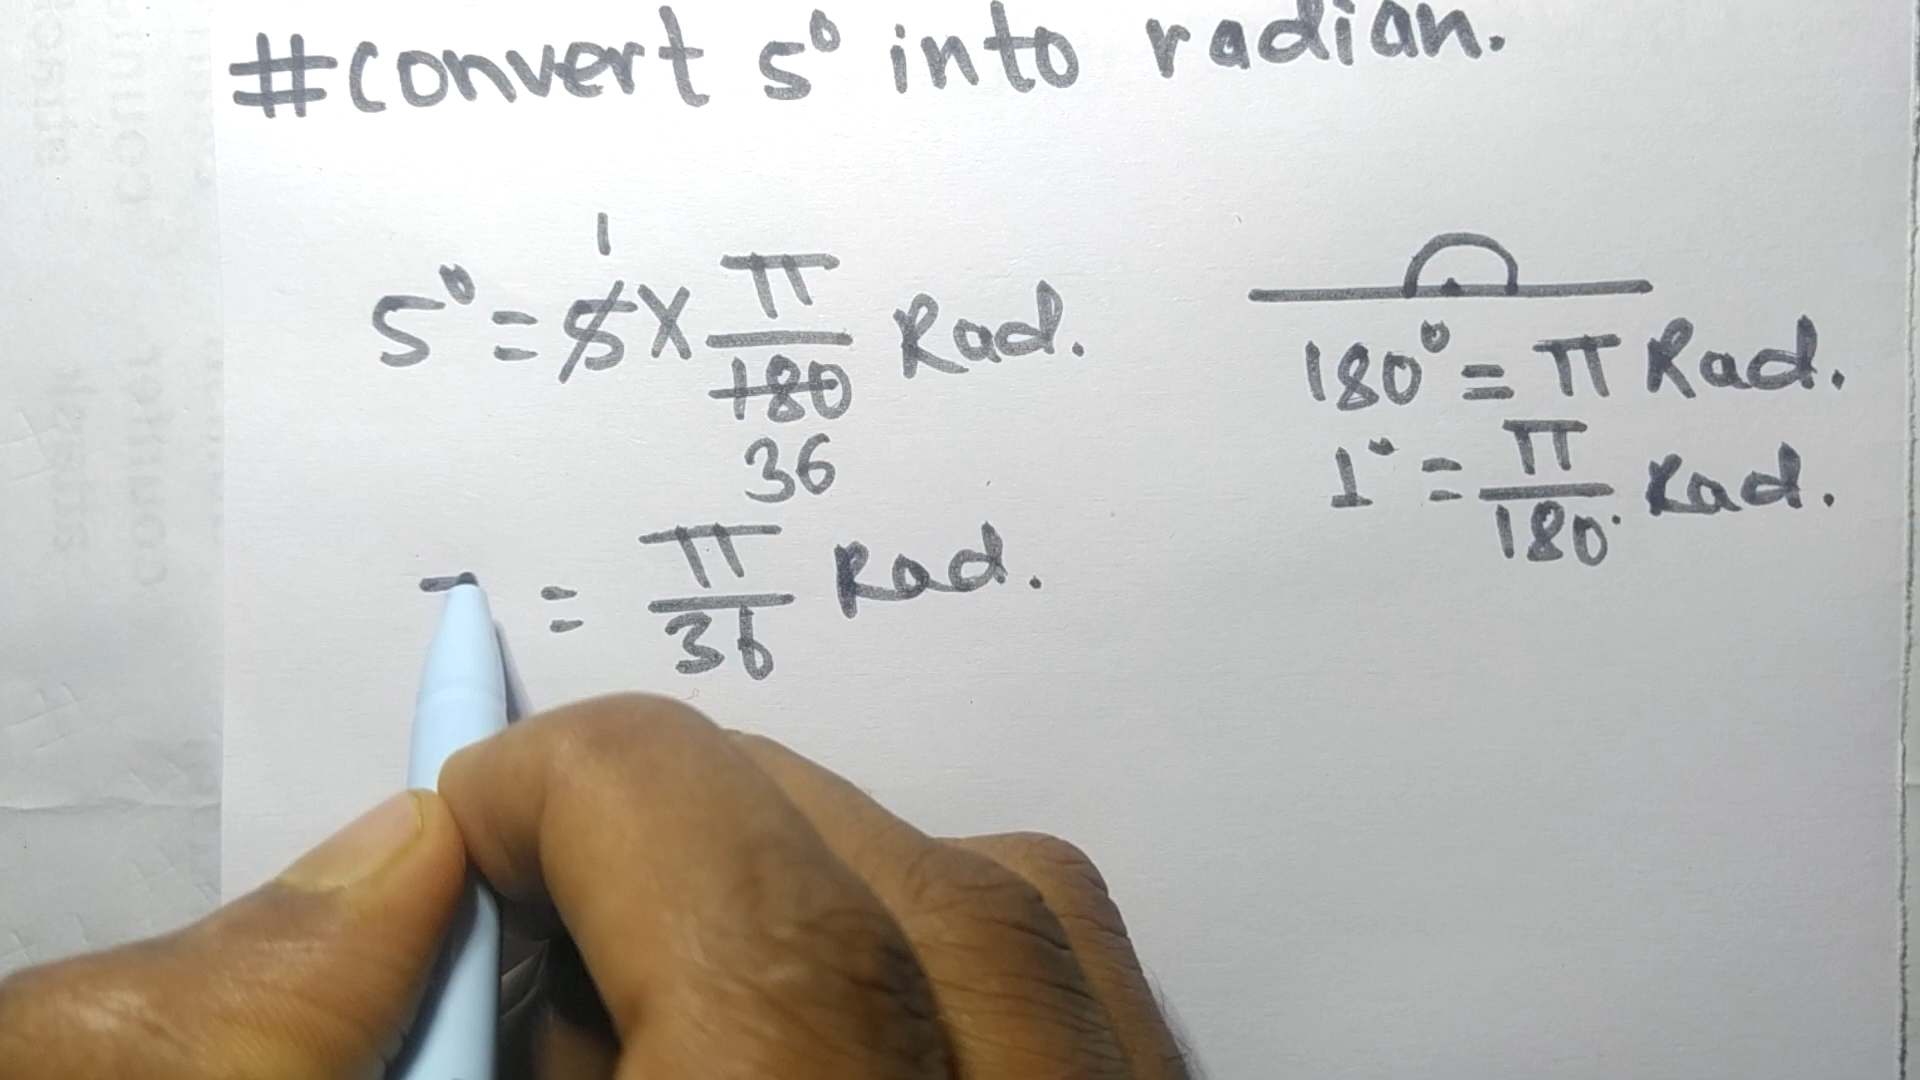 #convert 5° into radian.
1
5° = 5 X π/180 Rad.
36
= π/36 Rad.
180° = π Rad.
1° = π/180 Rad.